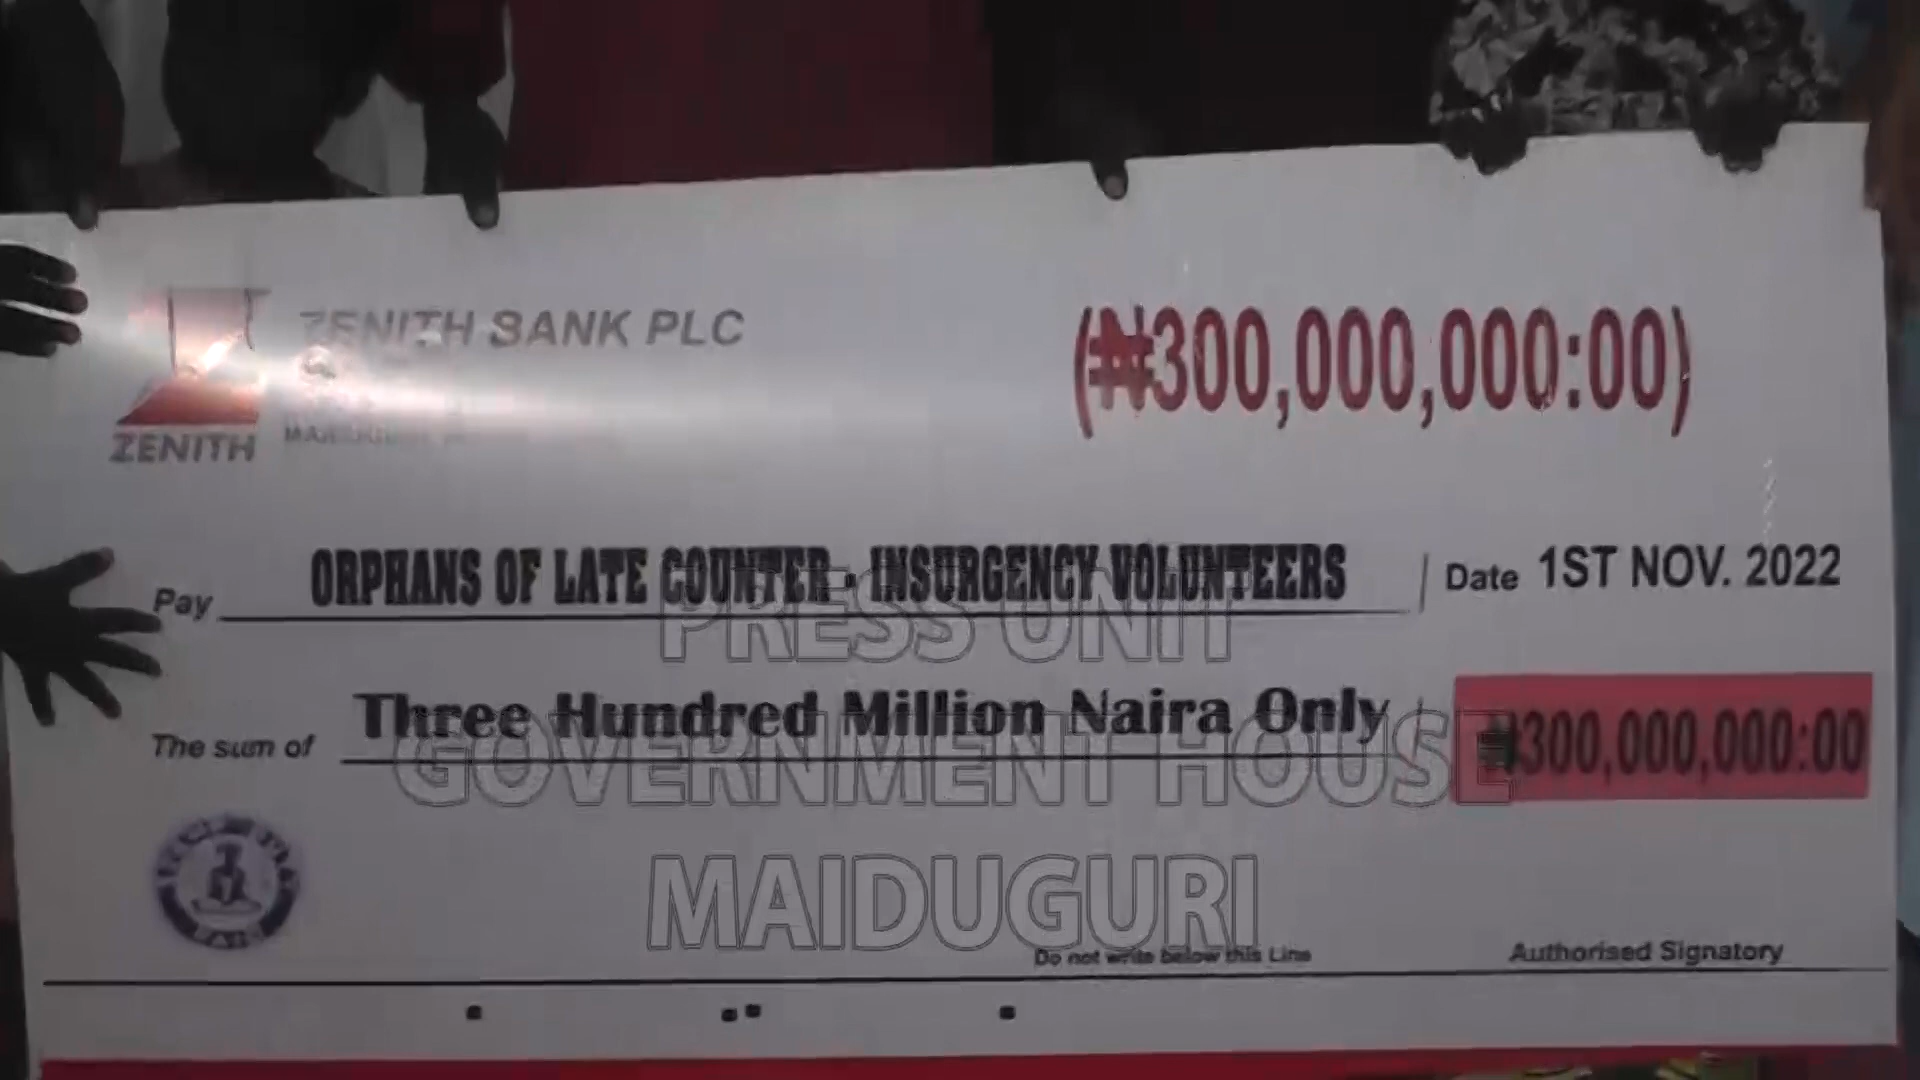 ZENITH BANK PLC
(₦300,000,000:00)
ZENITH
Pay ORPHANS OF LATE COUNTER - INSURGENCY VOLUNTEERS
Date 1ST NOV. 2022
PRESS UNIT
The sum of Three Hundred Million Naira Only
₦300,000,000:00
GOVERNMENT HOUSE
MAIDUGURI
Do not write below this Line
Authorised Signatory